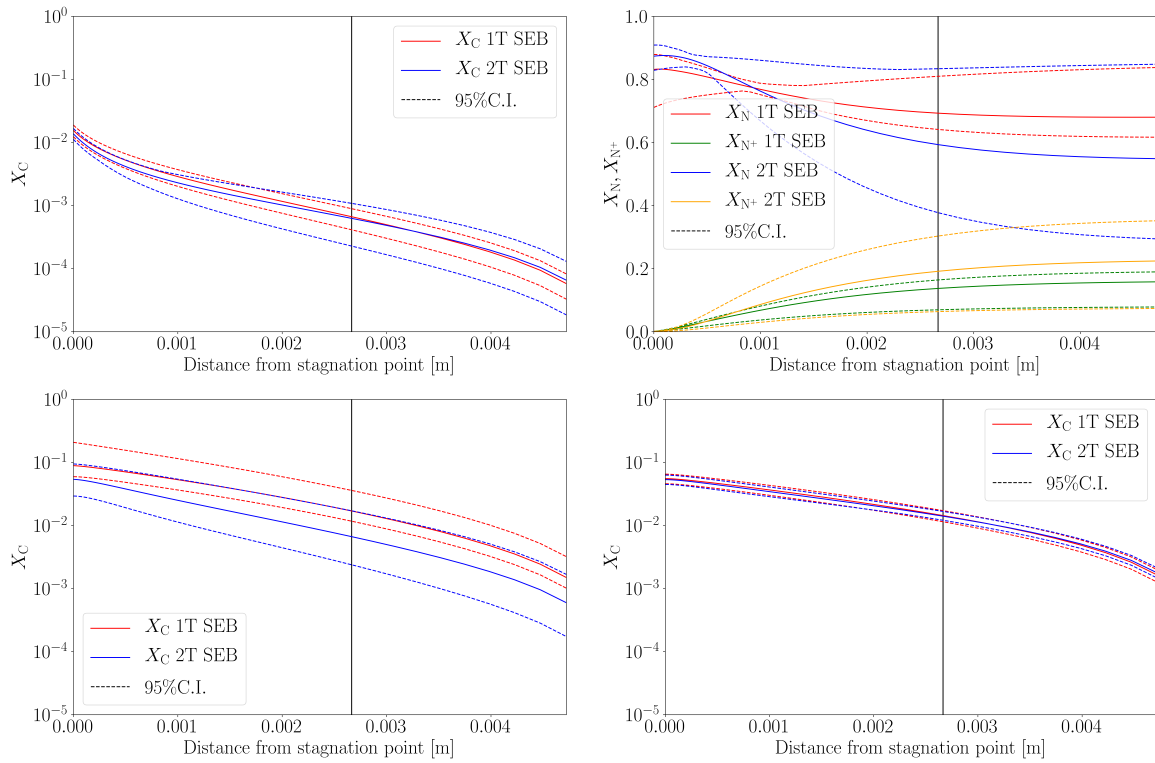 10⁰
10⁻¹
10⁻²
10⁻³
10⁻⁴
10⁻⁵
X_C
X_C 1T SEB
X_C 2T SEB
95%C.I.
0.000 0.001 0.002 0.003 0.004
Distance from stagnation point [m]
1.0
0.8
0.6
0.4
0.2
0.0
X_N, X_N⁺
X_N 1T SEB
X_N⁺ 1T SEB
X_N 2T SEB
X_N⁺ 2T SEB
95%C.I.
0.000 0.001 0.002 0.003 0.004
Distance from stagnation point [m]
10⁰
10⁻¹
10⁻²
10⁻³
10⁻⁴
10⁻⁵
X_C
X_C 1T SEB
X_C 2T SEB
95%C.I.
0.000 0.001 0.002 0.003 0.004
Distance from stagnation point [m]
10⁰
10⁻¹
10⁻²
10⁻³
10⁻⁴
10⁻⁵
X_C
X_C 1T SEB
X_C 2T SEB
95%C.I.
0.000 0.001 0.002 0.003 0.004
Distance from stagnation point [m]